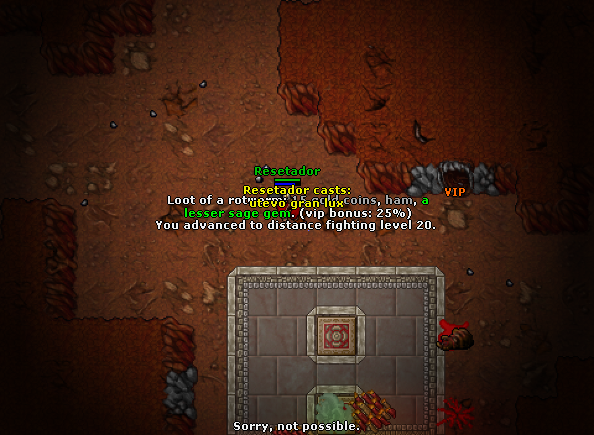 Resetador
Resetador casts:
utevo gran lux
VIP
Loot of a rotworm: 15 gold coins, ham, a
lesser sage gem. (vip bonus: 25%)
You advanced to distance fighting level 20.
Sorry, not possible.